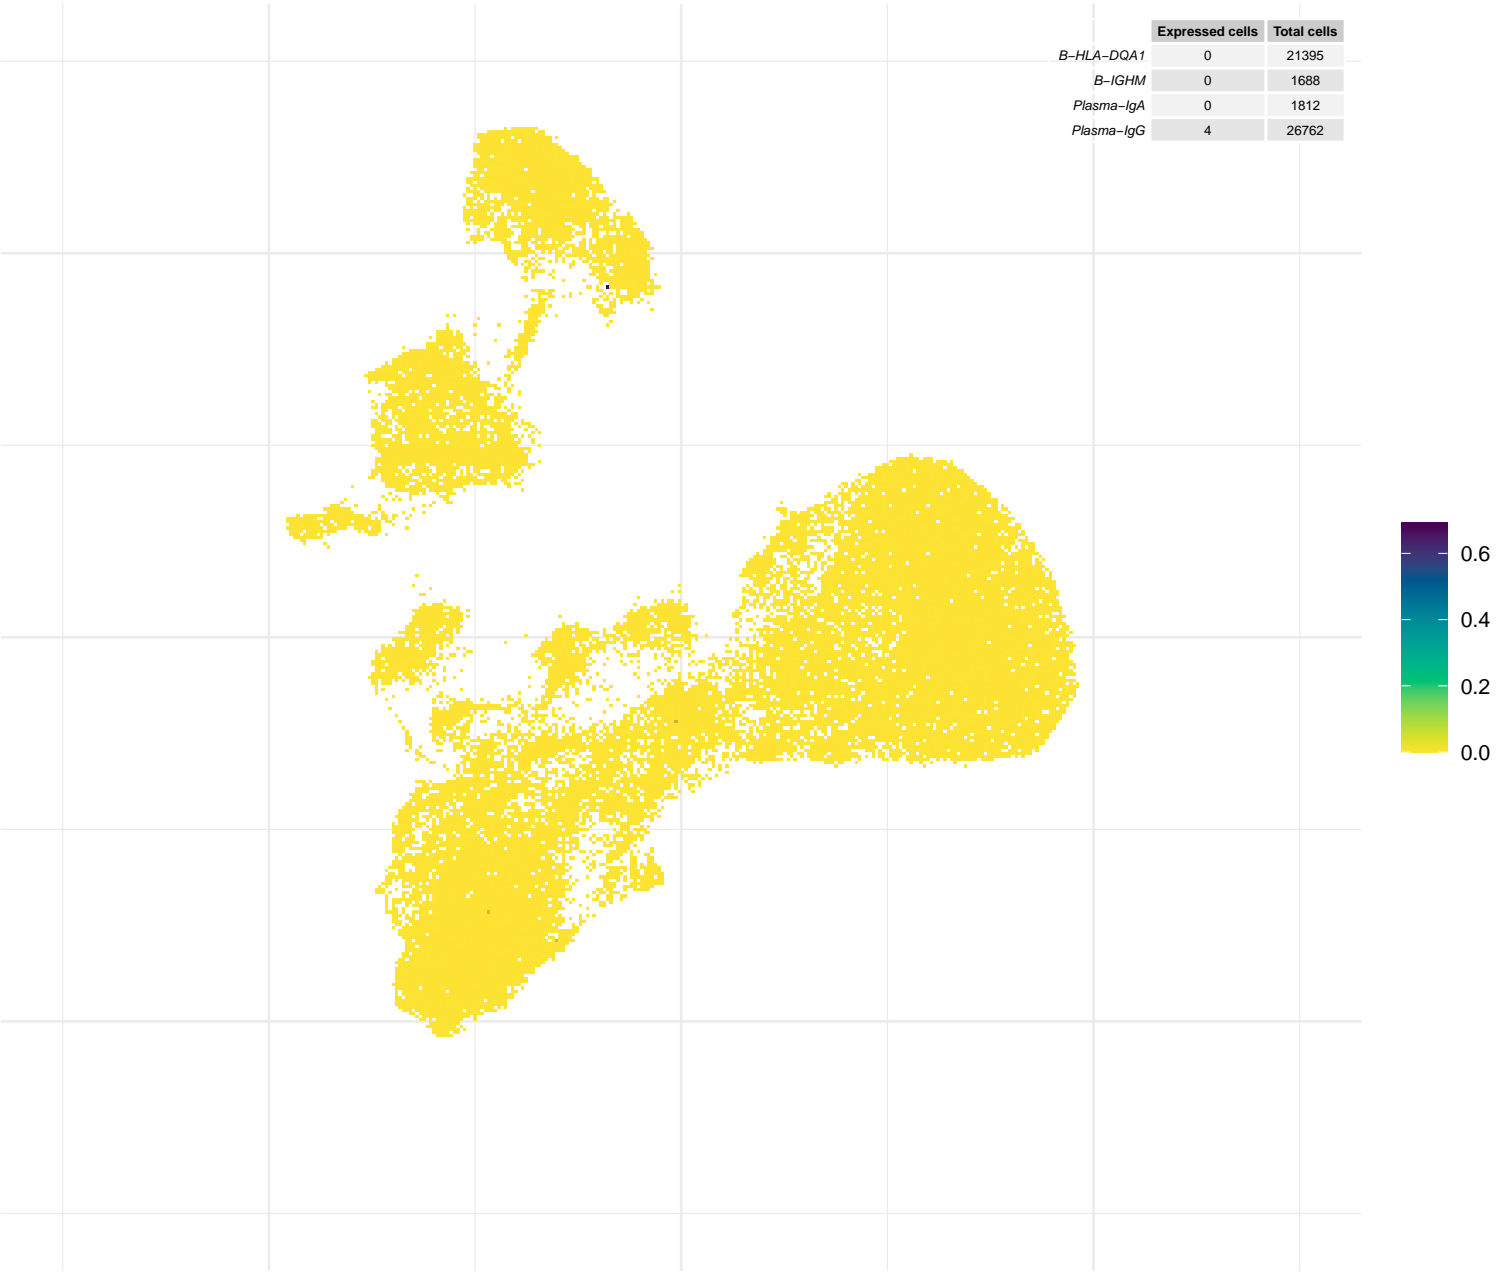 Expressed cells Total cells
B−HLA−DQA1 0 21395
B−IGHM 0 1688
Plasma−IgA 0 1812
Plasma−IgG 4 26762
0.6
0.4
0.2
0.0